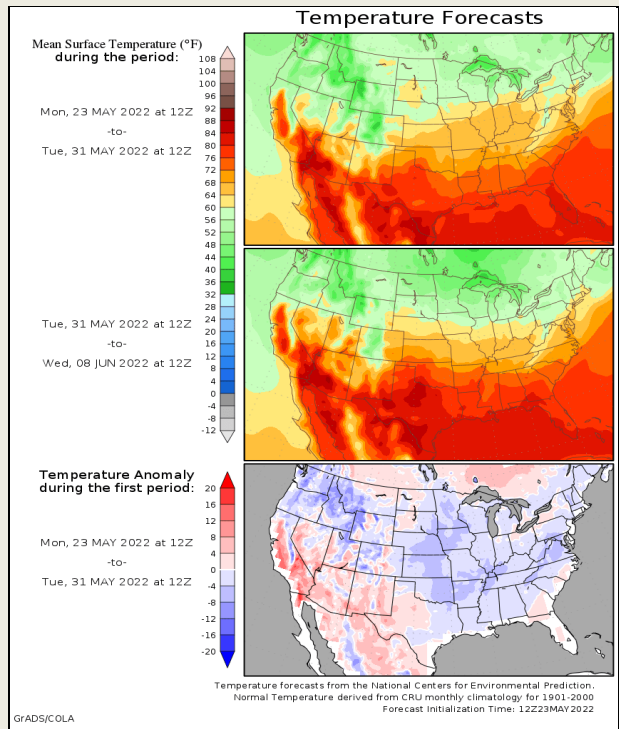 Temperature Forecasts
Mean Surface Temperature (°F)
during the period:
Mon, 23 MAY 2022 at 12Z
-to-
Tue, 31 MAY 2022 at 12Z
108
104
100
96
92
88
84
80
76
72
68
64
60
56
52
48
44
40
36
32
28
24
20
16
12
8
4
0
-4
-8
-12
Tue, 31 MAY 2022 at 12Z
-to-
Wed, 08 JUN 2022 at 12Z
Temperature Anomaly
during the first period:
Mon, 23 MAY 2022 at 12Z
-to-
Tue, 31 MAY 2022 at 12Z
20
16
12
8
4
0
-4
-8
-12
-16
-20
Temperature forecasts from the National Centers for Environmental Prediction.
Normal Temperature derived from CRU monthly climatology for 1901-2000
Forecast Initialization Time: 12Z23MAY2022
GrADS/COLA